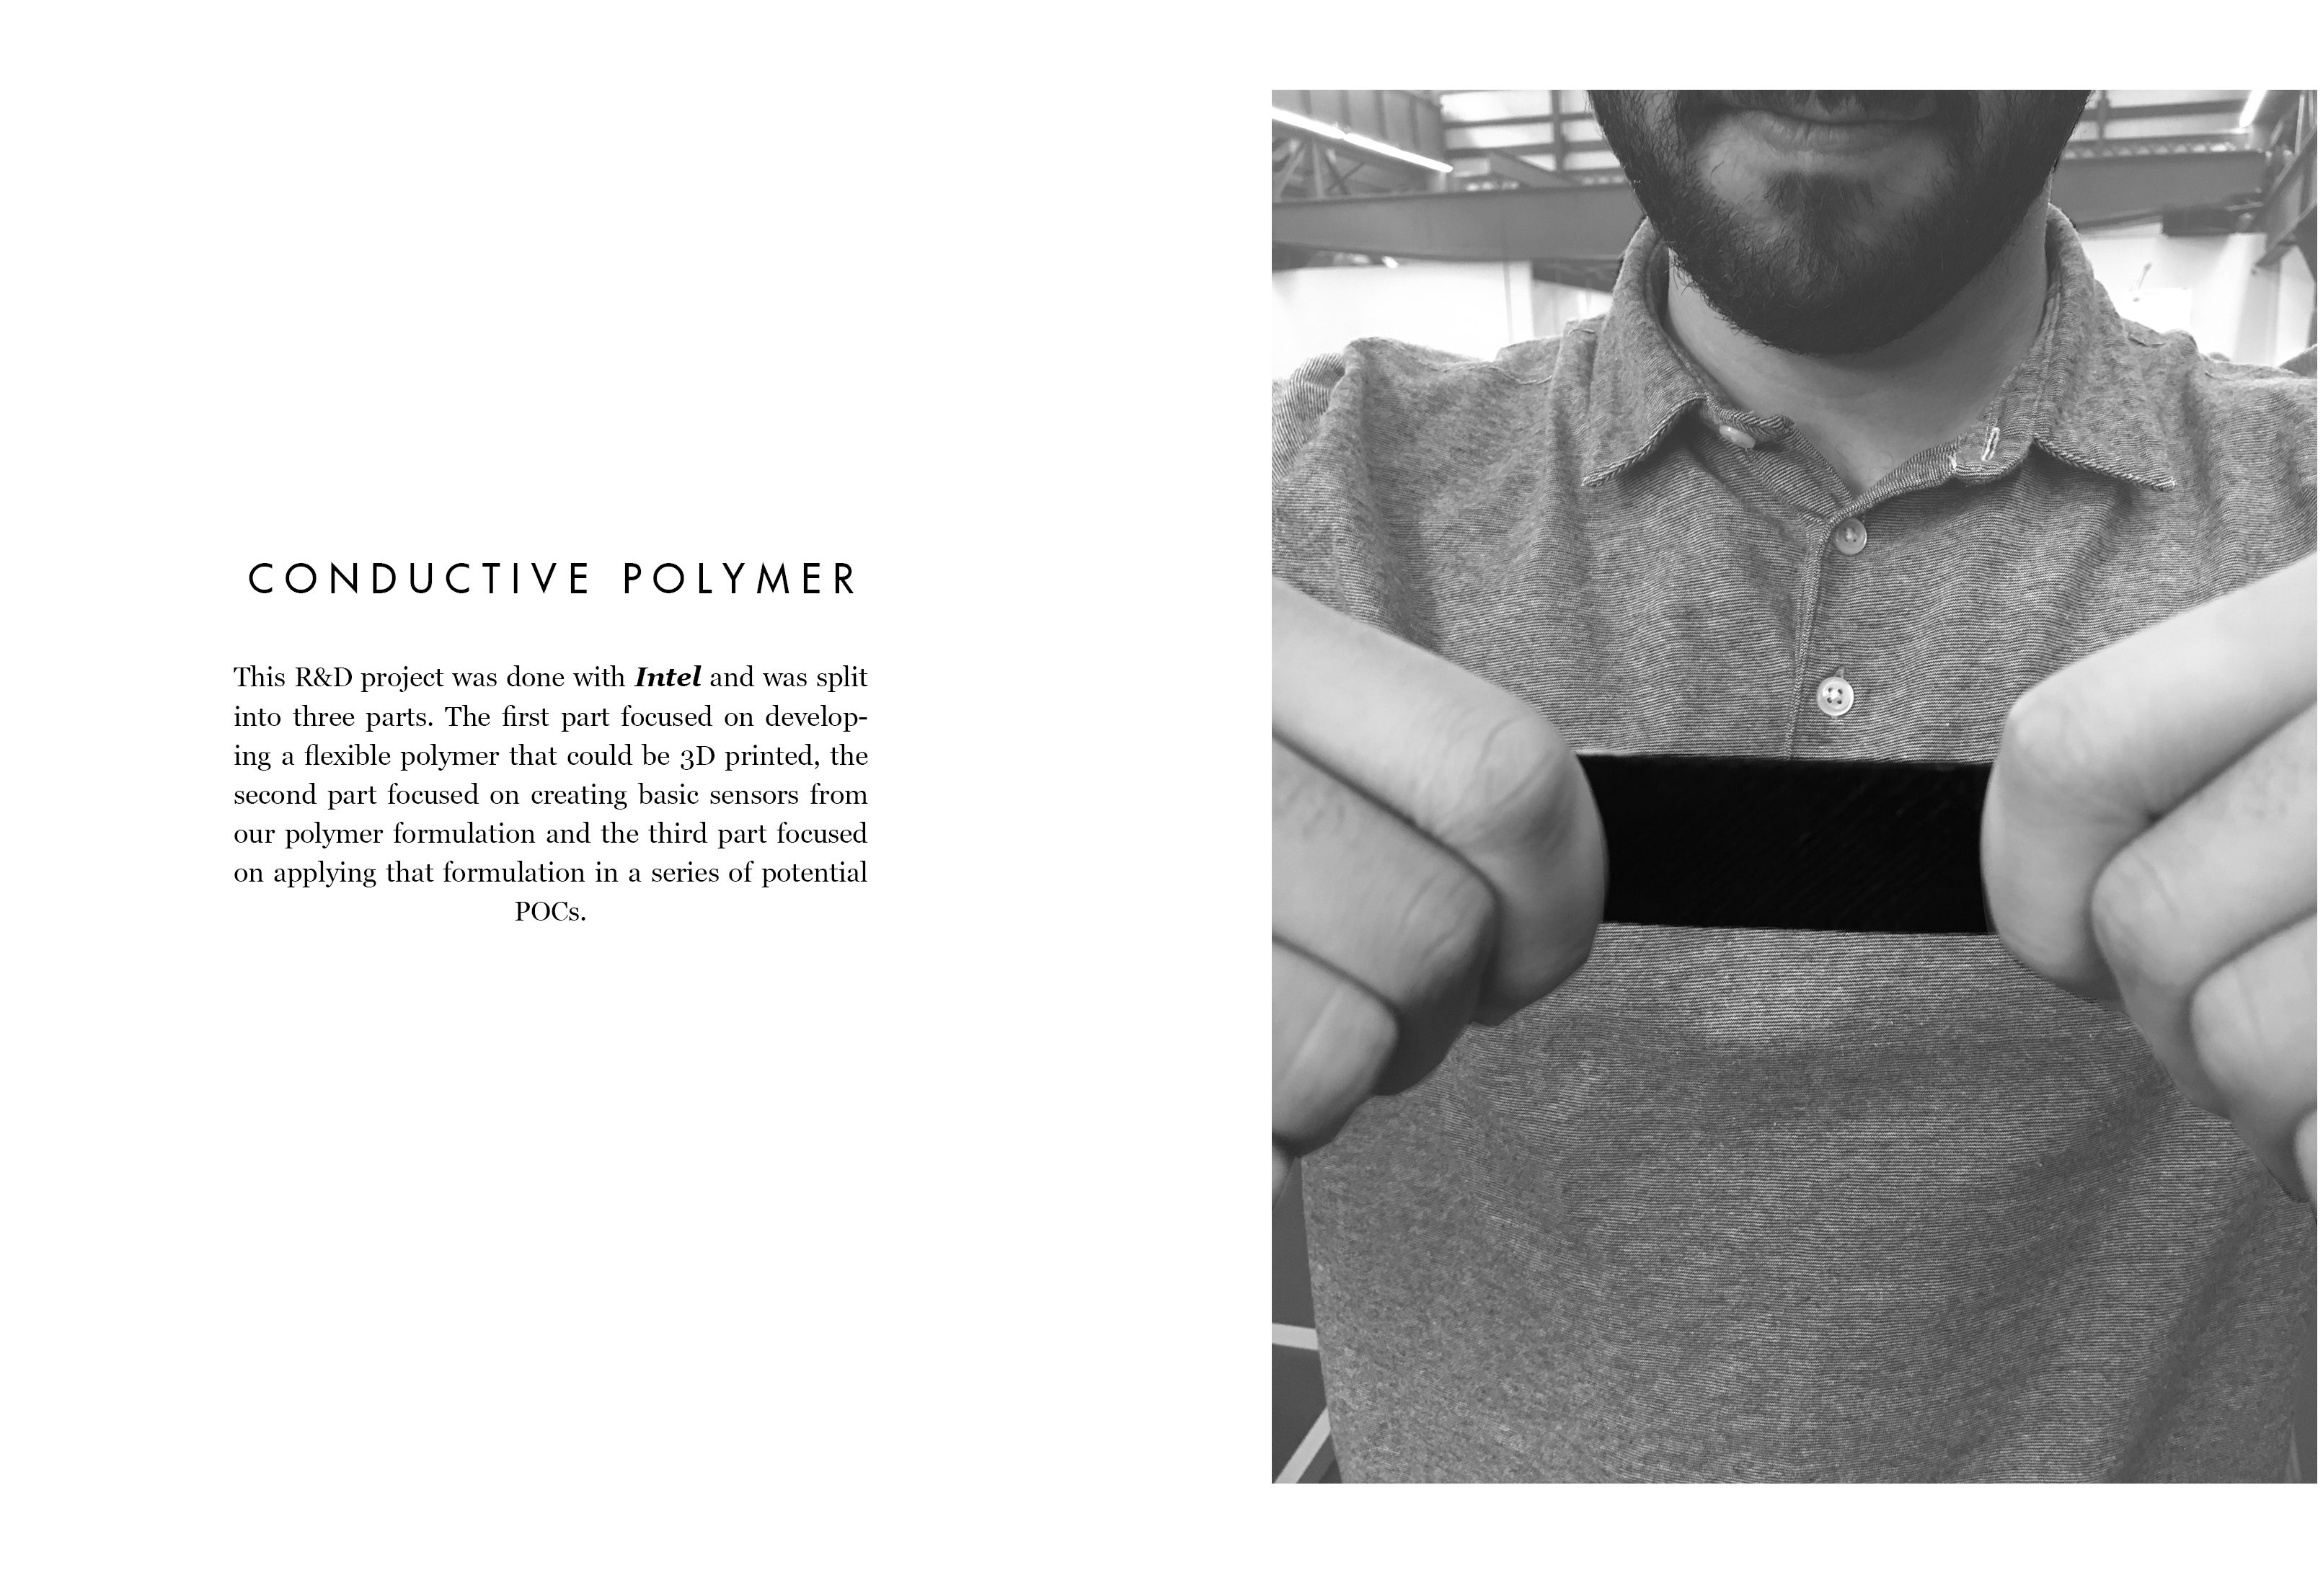 CONDUCTIVE POLYMER
This R&D project was done with Intel and was split
into three parts. The first part focused on develop-
ing a flexible polymer that could be 3D printed, the
second part focused on creating basic sensors from
our polymer formulation and the third part focused
on applying that formulation in a series of potential
POCs.